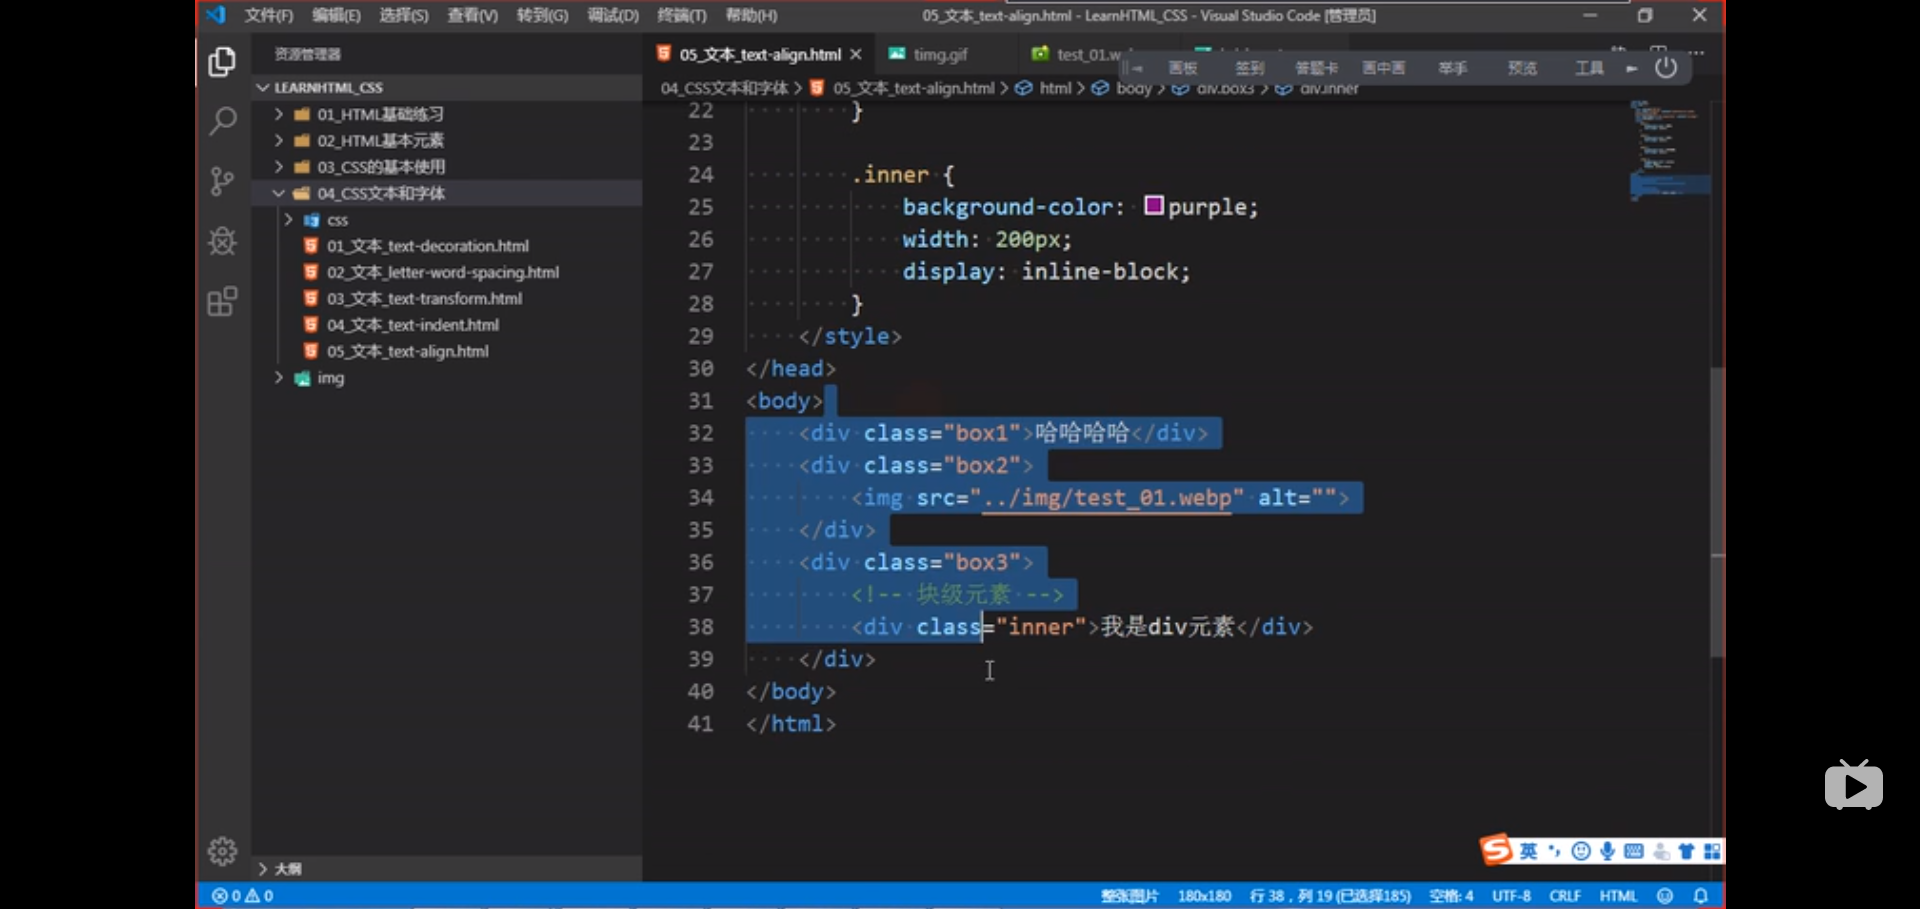 文件(F) 编辑(E) 选择(S) 查看(V) 转到(G) 调试(D) 终端(T) 帮助(H) 05_文本_text-align.html - LearnHTML_CSS - Visual Studio Code [管理员]
资源管理器
05_文本_text-align.html timg.gif test_01.w
画板 签到 答题卡 画中画 举手 预览 工具
LEARNHTML_CSS
04_CSS文本和字体 > 05_文本_text-align.html > html > body > div.box3 > div.inner
01_HTML基础练习
02_HTML基本元素
03_CSS的基本使用
04_CSS文本和字体
css
01_文本_text-decoration.html
02_文本_letter-word-spacing.html
03_文本_text-transform.html
04_文本_text-indent.html
05_文本_text-align.html
img
大纲
22 }
23
24 .inner {
25 background-color: purple;
26 width: 200px;
27 display: inline-block;
28 }
29 </style>
30 </head>
31 <body>
32 <div class="box1">哈哈哈哈</div>
33 <div class="box2">
34 <img src="../img/test_01.webp" alt="">
35 </div>
36 <div class="box3">
37 <!-- 块级元素 -->
38 <div class="inner">我是div元素</div>
39 </div>
40 </body>
41 </html>
英
0 0 整张图片 180x180 行 38，列 19 (已选择185) 空格: 4 UTF-8 CRLF HTML